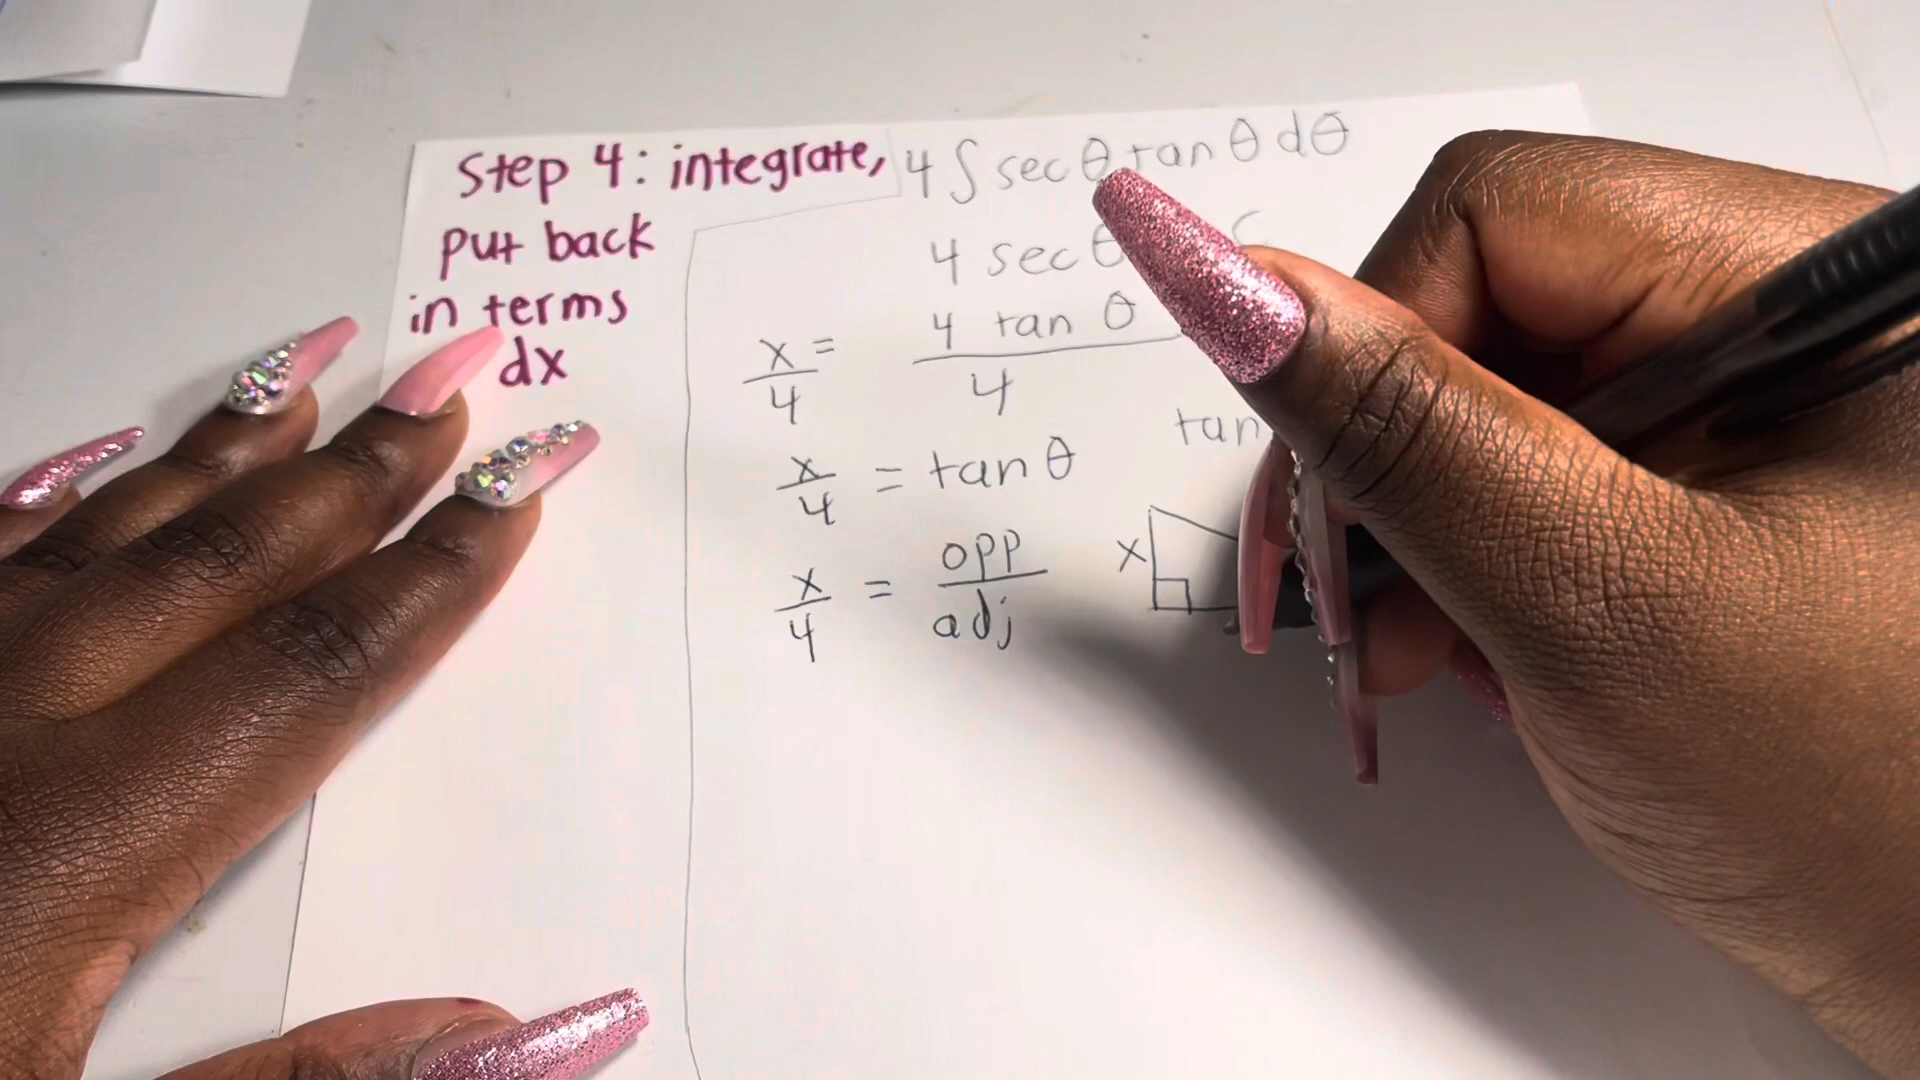 Step 4: integrate,
put back
in terms
dx
4 ∫ sec θ tan θ dθ
4 sec θ C
x/4 = 4 tan θ/4
tan
x/4 = tan θ
x/4 = opp/adj
x